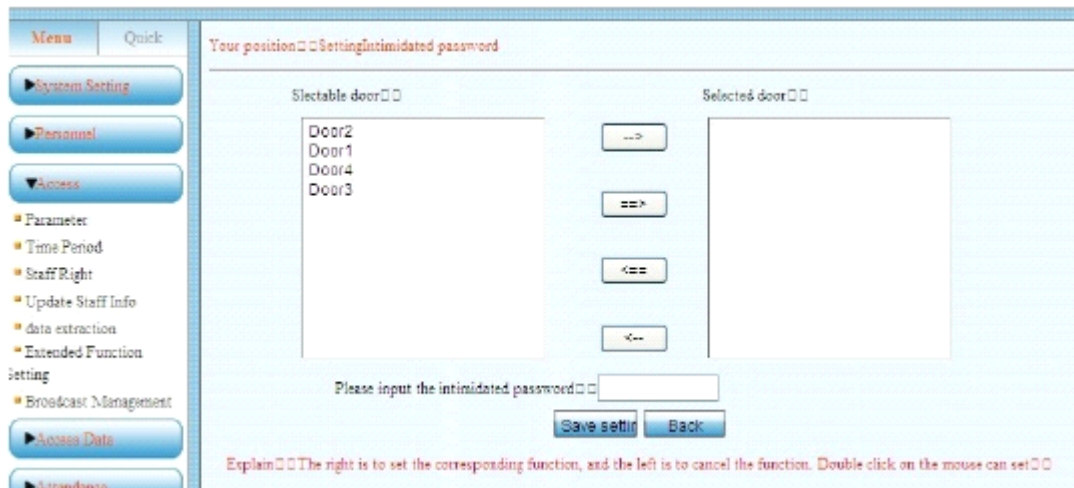 Menu
Quick
Your position□□SettingIntimidated password
▶System Setting
▶Personnel
▼Access
Parameter
Time Period
Staff Right
Update Staff Info
data extraction
Extended Function
Setting
Broadcast Management
▶Access Data
▶Attendance
Slectable door□□
Selected door□□
Door2
Door1
Door4
Door3
-->
==>
<==
<--
Please input the intimidated password□□
Save settin
Back
Explain□□The right is to set the corresponding function, and the left is to cancel the function. Double click on the mouse can set□□